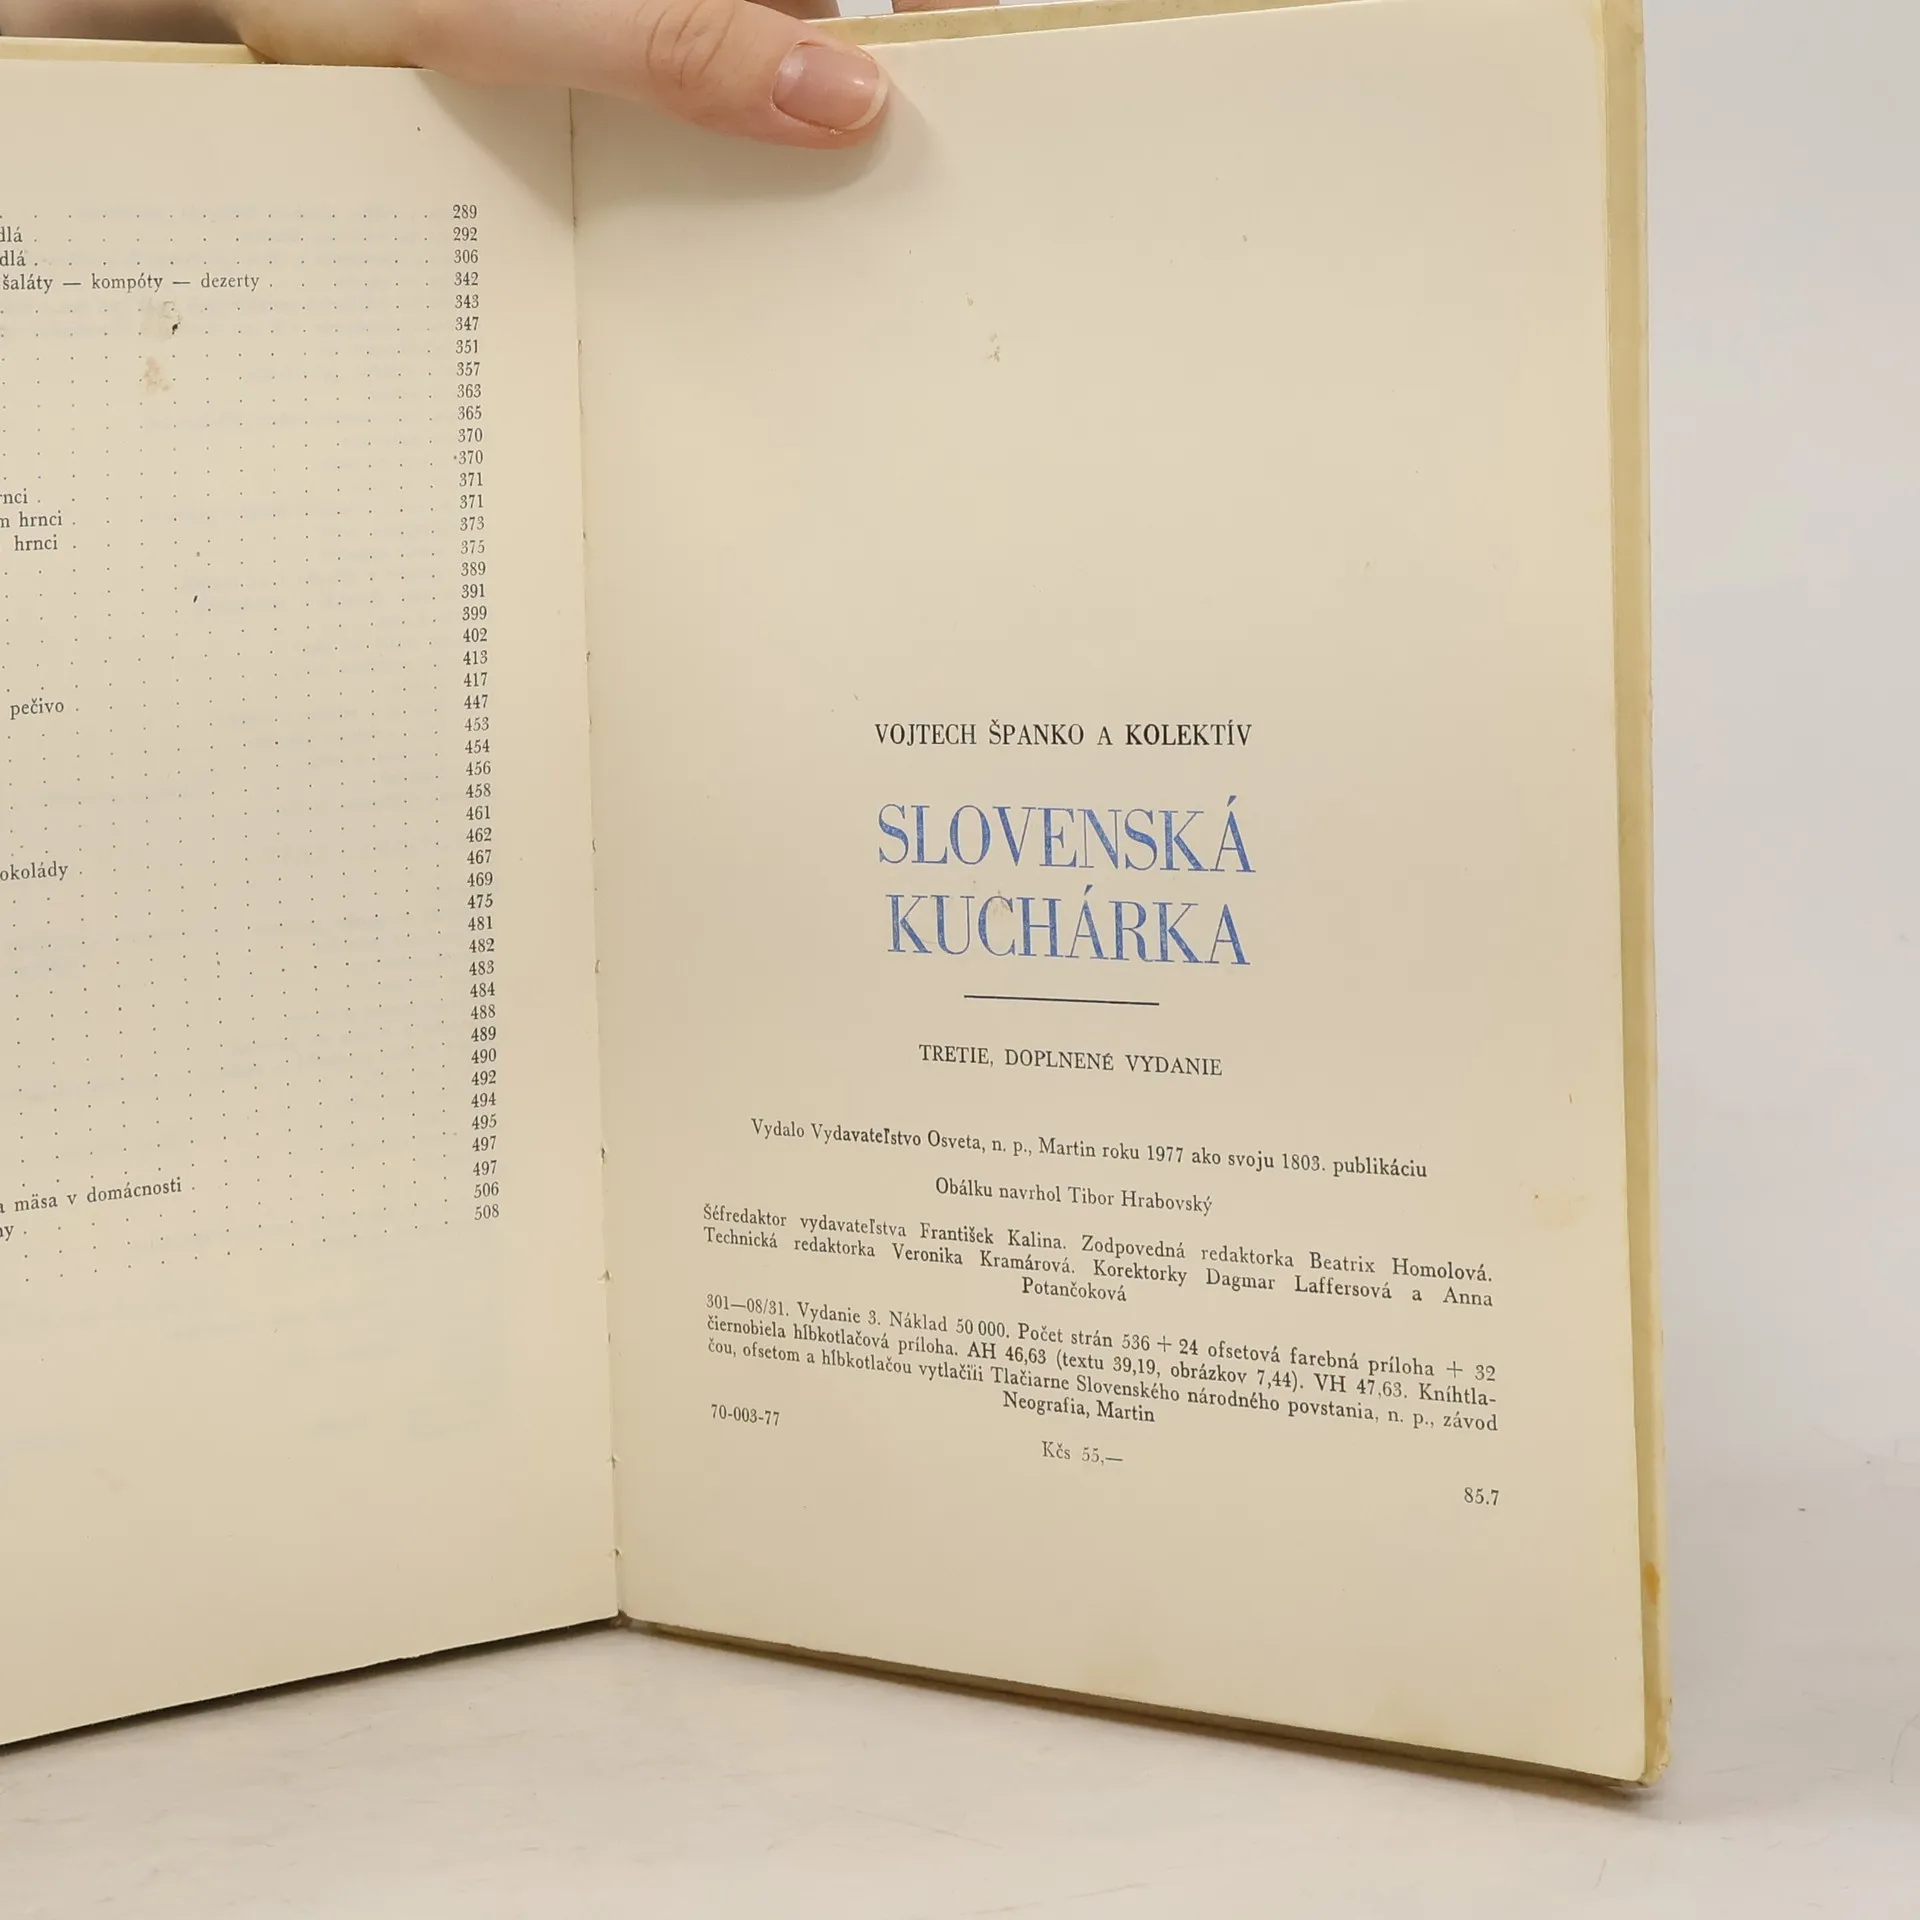 289
dlá 292
dlá 306
šaláty — kompóty — dezerty 342
343
347
351
357
363
365
370
370
371
rnci 371
m hrnci 373
hrnci 375
389
391
399
402
413
417
pečivo 447
453
454
456
458
461
462
okolády 467
469
475
481
482
483
484
488
489
490
492
494
495
497
a mäsa v domácnosti 497
ny 506
508
VOJTECH ŠPANKO A KOLEKTÍV
SLOVENSKÁ
KUCHÁRKA
TRETIE, DOPLNENÉ VYDANIE
Vydalo Vydavateľstvo Osveta, n. p., Martin roku 1977 ako svoju 1803. publikáciu
Obálku navrhol Tibor Hrabovský
Šéfredaktor vydavateľstva František Kalina. Zodpovedná redaktorka Beatrix Homolová.
Technická redaktorka Veronika Kramárová. Korektorky Dagmar Laffersová a Anna
Potančoková
301—08/31. Vydanie 3. Náklad 50 000. Počet strán 536 + 24 ofsetová farebná príloha + 32
čiernobiela hĺbkotlačová príloha. AH 46,63 (textu 39,19, obrázkov 7,44). VH 47,63. Kníhtla-
čou, ofsetom a hĺbkotlačou vytlačili Tlačiarne Slovenského národného povstania, n. p., závod
Neografia, Martin
70-003-77
Kčs 55,—
85.7